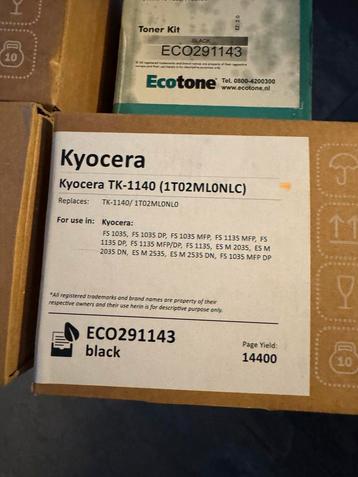 Toner Kit
BLACK
ECO291143
Ecotone
Tel. 0800-4200300
www.ecotone.nl
10
Kyocera
Kyocera TK-1140 (1T02ML0NLC)
Replaces: TK-1140/ 1T02ML0NL0
For use in: Kyocera:
FS 1035, FS 1035 DP, FS 1035 MFP, FS 1135 MFP, FS
1135 DP, FS 1135 MFP/DP, FS 1135, ES M 2035, ES M
2035 DN, ES M 2535, ES M 2535 DN, FS 1035 MFP DP
*All registered trademarks and brand names are property of their
respective owners and their use herin is for descriptive purpose only.
ECO291143
black
Page Yield:
14400
10